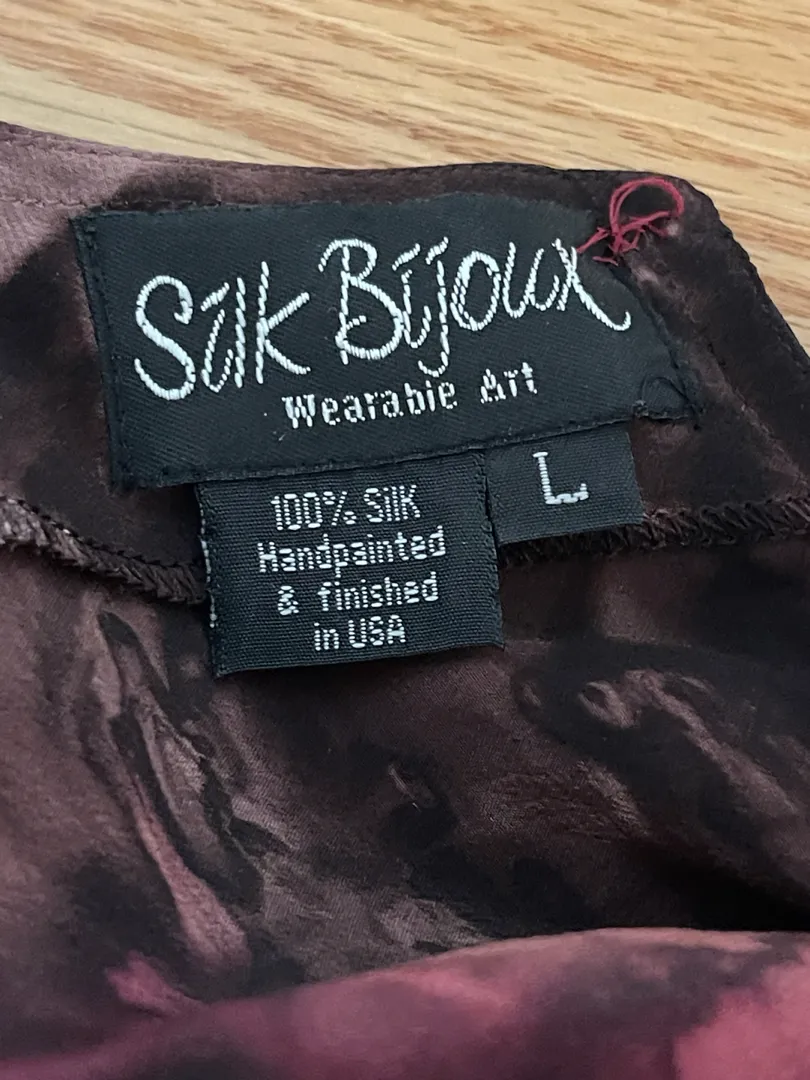 Silk Bijoux
Wearable Art
L
100% Silk
Handpainted
& finished
in USA